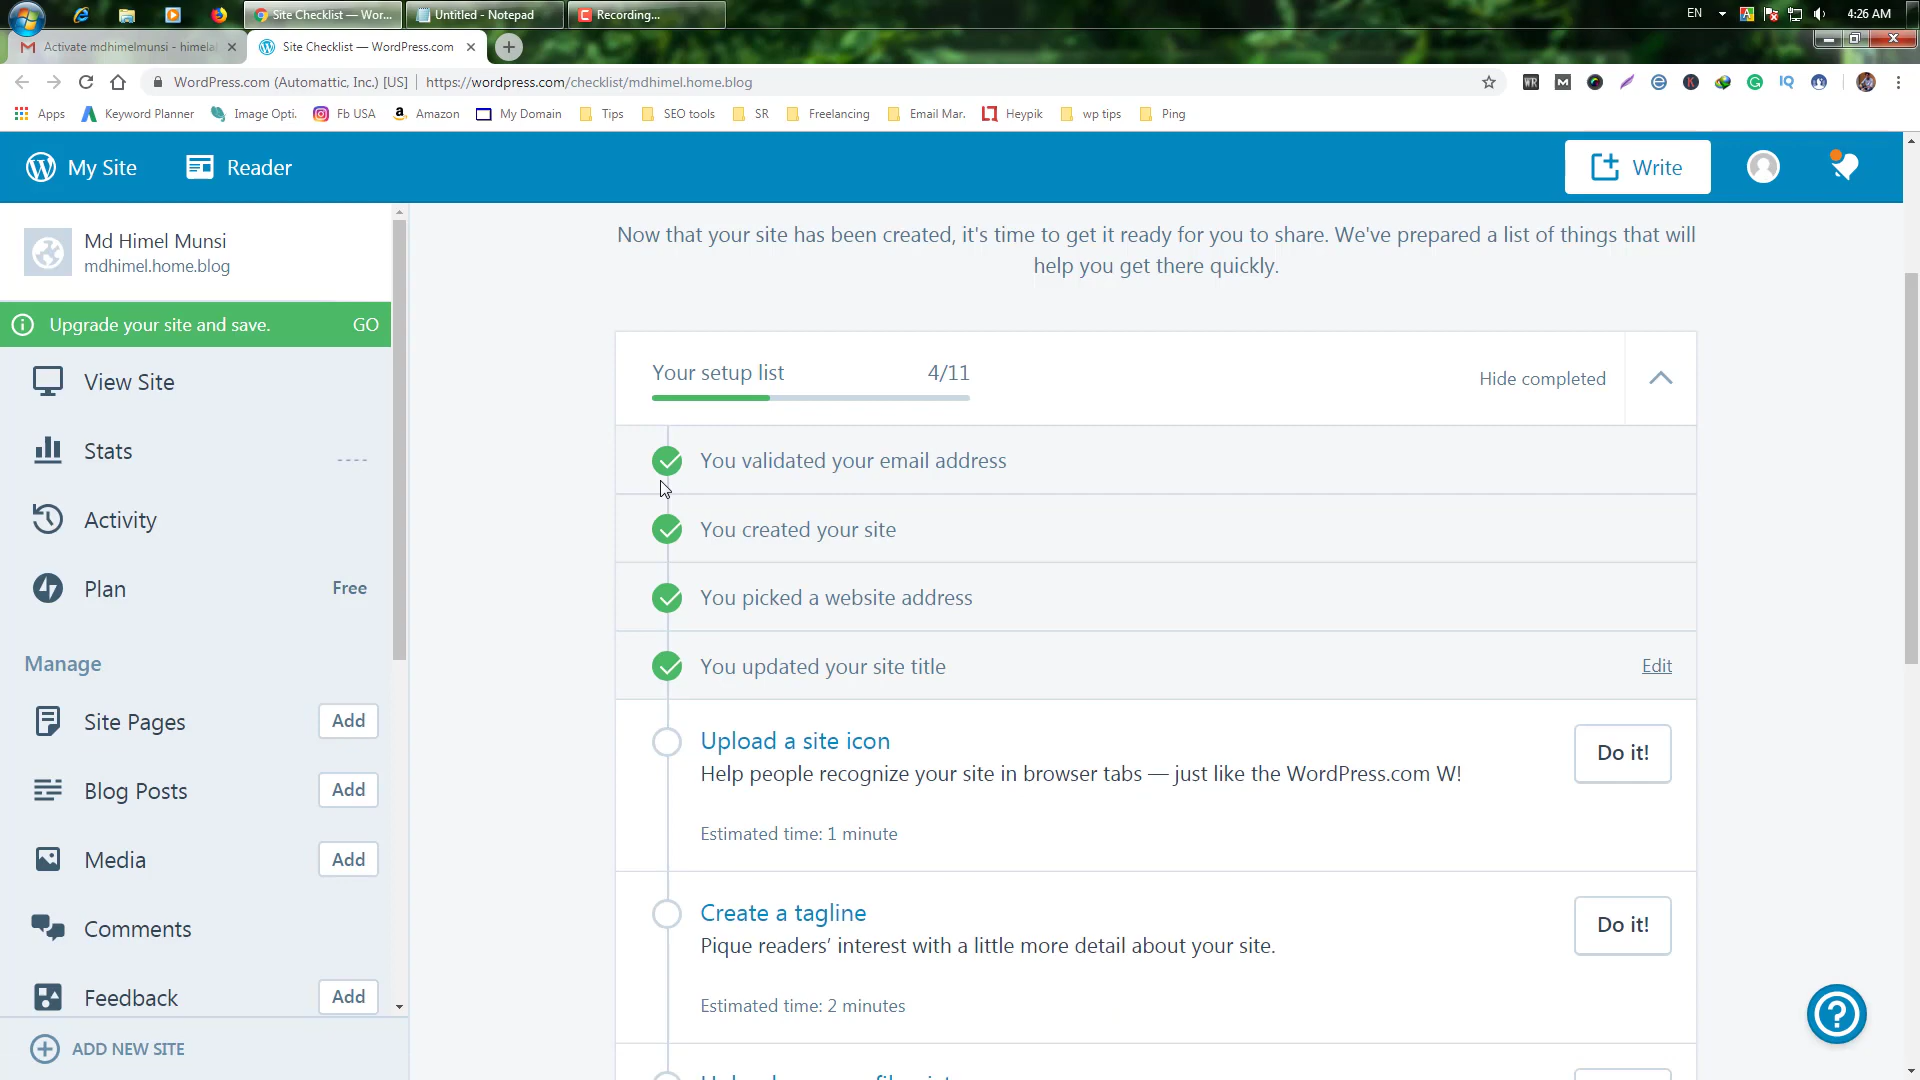 Site Checklist — Wor...
Untitled - Notepad
Recording...
EN
4:26 AM
Activate mdhimelmunsi - himela
Site Checklist — WordPress.com
WordPress.com (Automattic, Inc.) [US]
https://wordpress.com/checklist/mdhimel.home.blog
Apps
Keyword Planner
Image Opti.
Fb USA
Amazon
My Domain
Tips
SEO tools
SR
Freelancing
Email Mar.
Heypik
wp tips
Ping
My Site
Reader
Write
Md Himel Munsi
mdhimel.home.blog
Upgrade your site and save.
GO
View Site
Stats
Activity
Plan
Free
Manage
Site Pages
Add
Blog Posts
Add
Media
Add
Comments
Feedback
Add
ADD NEW SITE
Now that your site has been created, it's time to get it ready for you to share. We've prepared a list of things that will
help you get there quickly.
Your setup list
4/11
Hide completed
You validated your email address
You created your site
You picked a website address
You updated your site title
Edit
Upload a site icon
Help people recognize your site in browser tabs — just like the WordPress.com W!
Estimated time: 1 minute
Do it!
Create a tagline
Pique readers’ interest with a little more detail about your site.
Estimated time: 2 minutes
Do it!